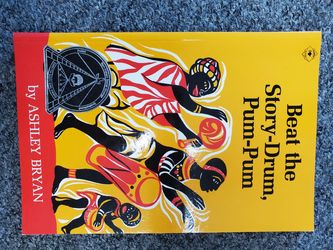 Beat the
Story-Drum,
Pum-Pum
by ASHLEY BRYAN